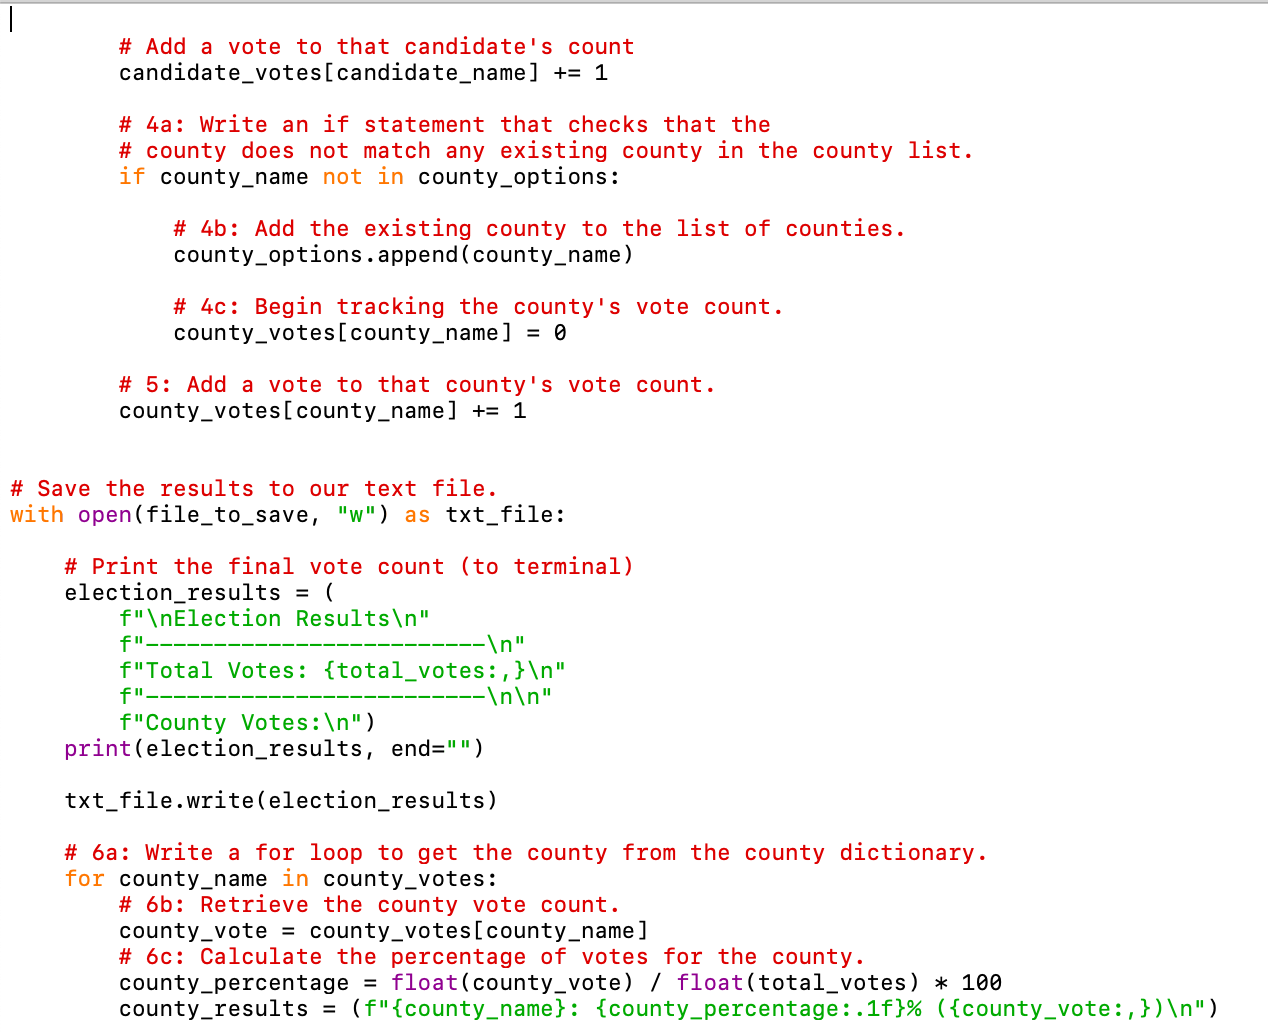 # Add a vote to that candidate's count
candidate_votes[candidate_name] += 1
# 4a: Write an if statement that checks that the
# county does not match any existing county in the county list.
if county_name not in county_options:
# 4b: Add the existing county to the list of counties.
county_options.append(county_name)
# 4c: Begin tracking the county's vote count.
county_votes[county_name] = 0
# 5: Add a vote to that county's vote count.
county_votes[county_name] += 1
# Save the results to our text file.
with open(file_to_save, "w") as txt_file:
# Print the final vote count (to terminal)
election_results = (
f"\nElection Results\n"
f"-------------------------\n"
f"Total Votes: {total_votes:,}\n"
f"-------------------------\n\n"
f"County Votes:\n")
print(election_results, end="")
txt_file.write(election_results)
# 6a: Write a for loop to get the county from the county dictionary.
for county_name in county_votes:
# 6b: Retrieve the county vote count.
county_vote = county_votes[county_name]
# 6c: Calculate the percentage of votes for the county.
county_percentage = float(county_vote) / float(total_votes) * 100
county_results = (f"{county_name}: {county_percentage:.1f}% ({county_vote:,})\n")